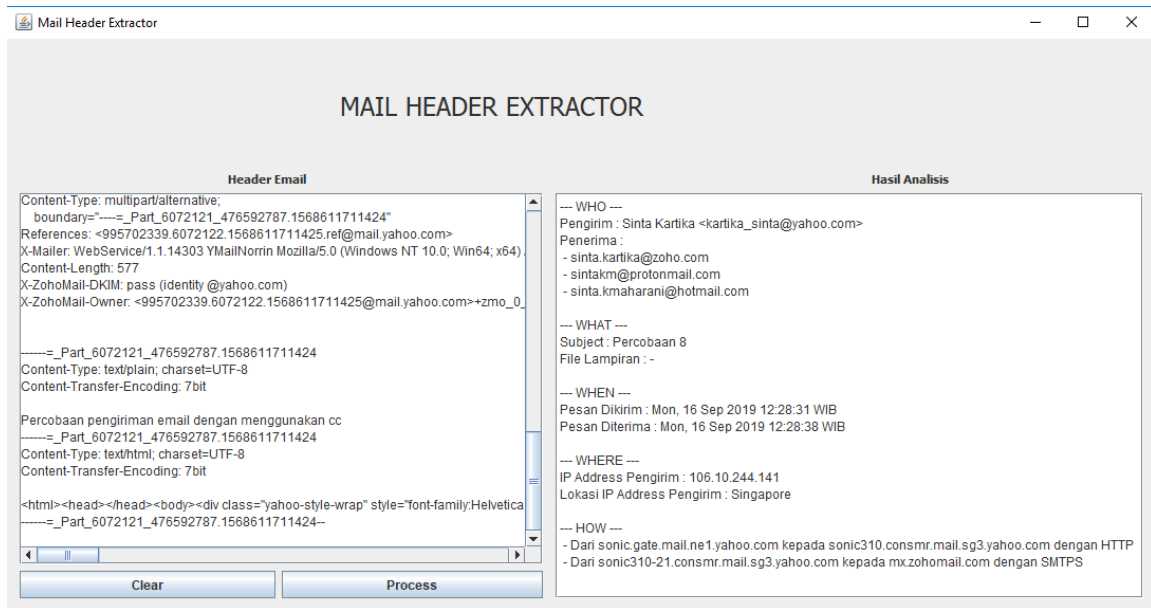 Mail Header Extractor
MAIL HEADER EXTRACTOR
Header Email
Content-Type: multipart/alternative;
boundary="----=_Part_6072121_476592787.1568611711424"
References: <995702339.6072122.1568611711425.ref@mail.yahoo.com>
X-Mailer: WebService/1.1.14303 YMailNorrin Mozilla/5.0 (Windows NT 10.0; Win64; x64)
Content-Length: 577
X-ZohoMail-DKIM: pass (identity @yahoo.com)
X-ZohoMail-Owner: <995702339.6072122.1568611711425@mail.yahoo.com>+zmo_0_
------=_Part_6072121_476592787.1568611711424
Content-Type: text/plain; charset=UTF-8
Content-Transfer-Encoding: 7bit
Percobaan pengiriman email dengan menggunakan cc
------=_Part_6072121_476592787.1568611711424
Content-Type: text/html; charset=UTF-8
Content-Transfer-Encoding: 7bit
<html><head></head><body><div class="yahoo-style-wrap" style="font-family:Helvetica
------=_Part_6072121_476592787.1568611711424--
Clear
Process
Hasil Analisis
--- WHO ---
Pengirim : Sinta Kartika <kartika_sinta@yahoo.com>
Penerima :
- sinta.kartika@zoho.com
- sintakm@protonmail.com
- sinta.kmaharani@hotmail.com
--- WHAT ---
Subject : Percobaan 8
File Lampiran : -
--- WHEN ---
Pesan Dikirim : Mon, 16 Sep 2019 12:28:31 WIB
Pesan Diterima : Mon, 16 Sep 2019 12:28:38 WIB
--- WHERE ---
IP Address Pengirim : 106.10.244.141
Lokasi IP Address Pengirim : Singapore
--- HOW ---
- Dari sonic.gate.mail.ne1.yahoo.com kepada sonic310.consmr.mail.sg3.yahoo.com dengan HTTP
- Dari sonic310-21.consmr.mail.sg3.yahoo.com kepada mx.zohomail.com dengan SMTPS